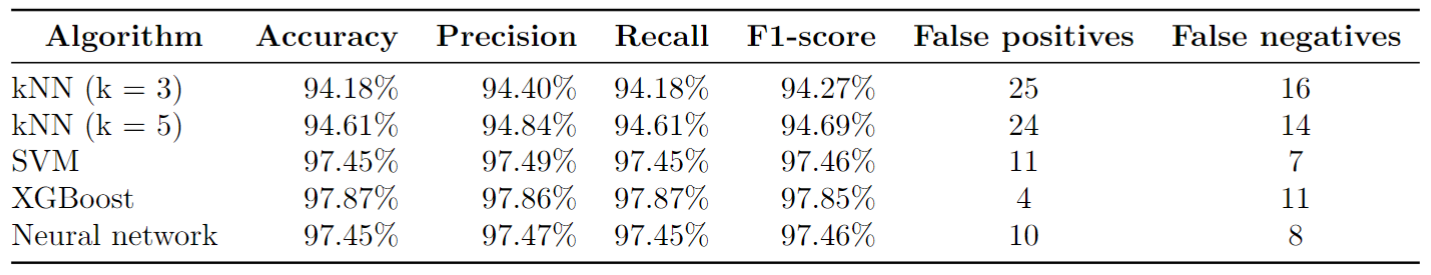 Algorithm Accuracy Precision Recall F1-score False positives False negatives
kNN (k = 3) 94.18% 94.40% 94.18% 94.27% 25 16
kNN (k = 5) 94.61% 94.84% 94.61% 94.69% 24 14
SVM 97.45% 97.49% 97.45% 97.46% 11 7
XGBoost 97.87% 97.86% 97.87% 97.85% 4 11
Neural network 97.45% 97.47% 97.45% 97.46% 10 8